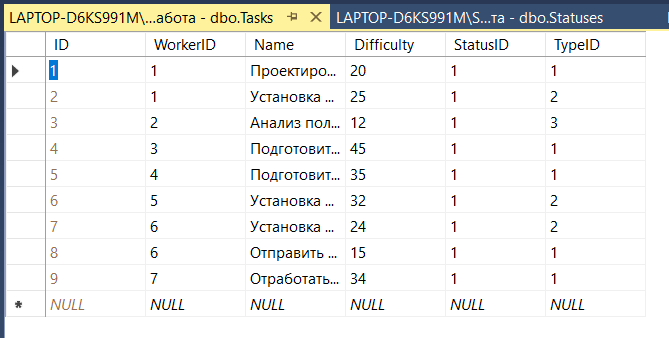 LAPTOP-D6KS991M\...абота - dbo.Tasks LAPTOP-D6KS991M\S...та - dbo.Statuses
ID WorkerID Name Difficulty StatusID TypeID
1 1 Проектиро... 20 1 1
2 1 Установка ... 25 1 2
3 2 Анализ пол... 12 1 3
4 3 Подготовит... 45 1 1
5 4 Подготовит... 35 1 1
6 5 Установка ... 32 1 2
7 6 Установка ... 24 1 2
8 6 Отправить ... 15 1 1
9 7 Отработать... 34 1 1
NULL NULL NULL NULL NULL NULL